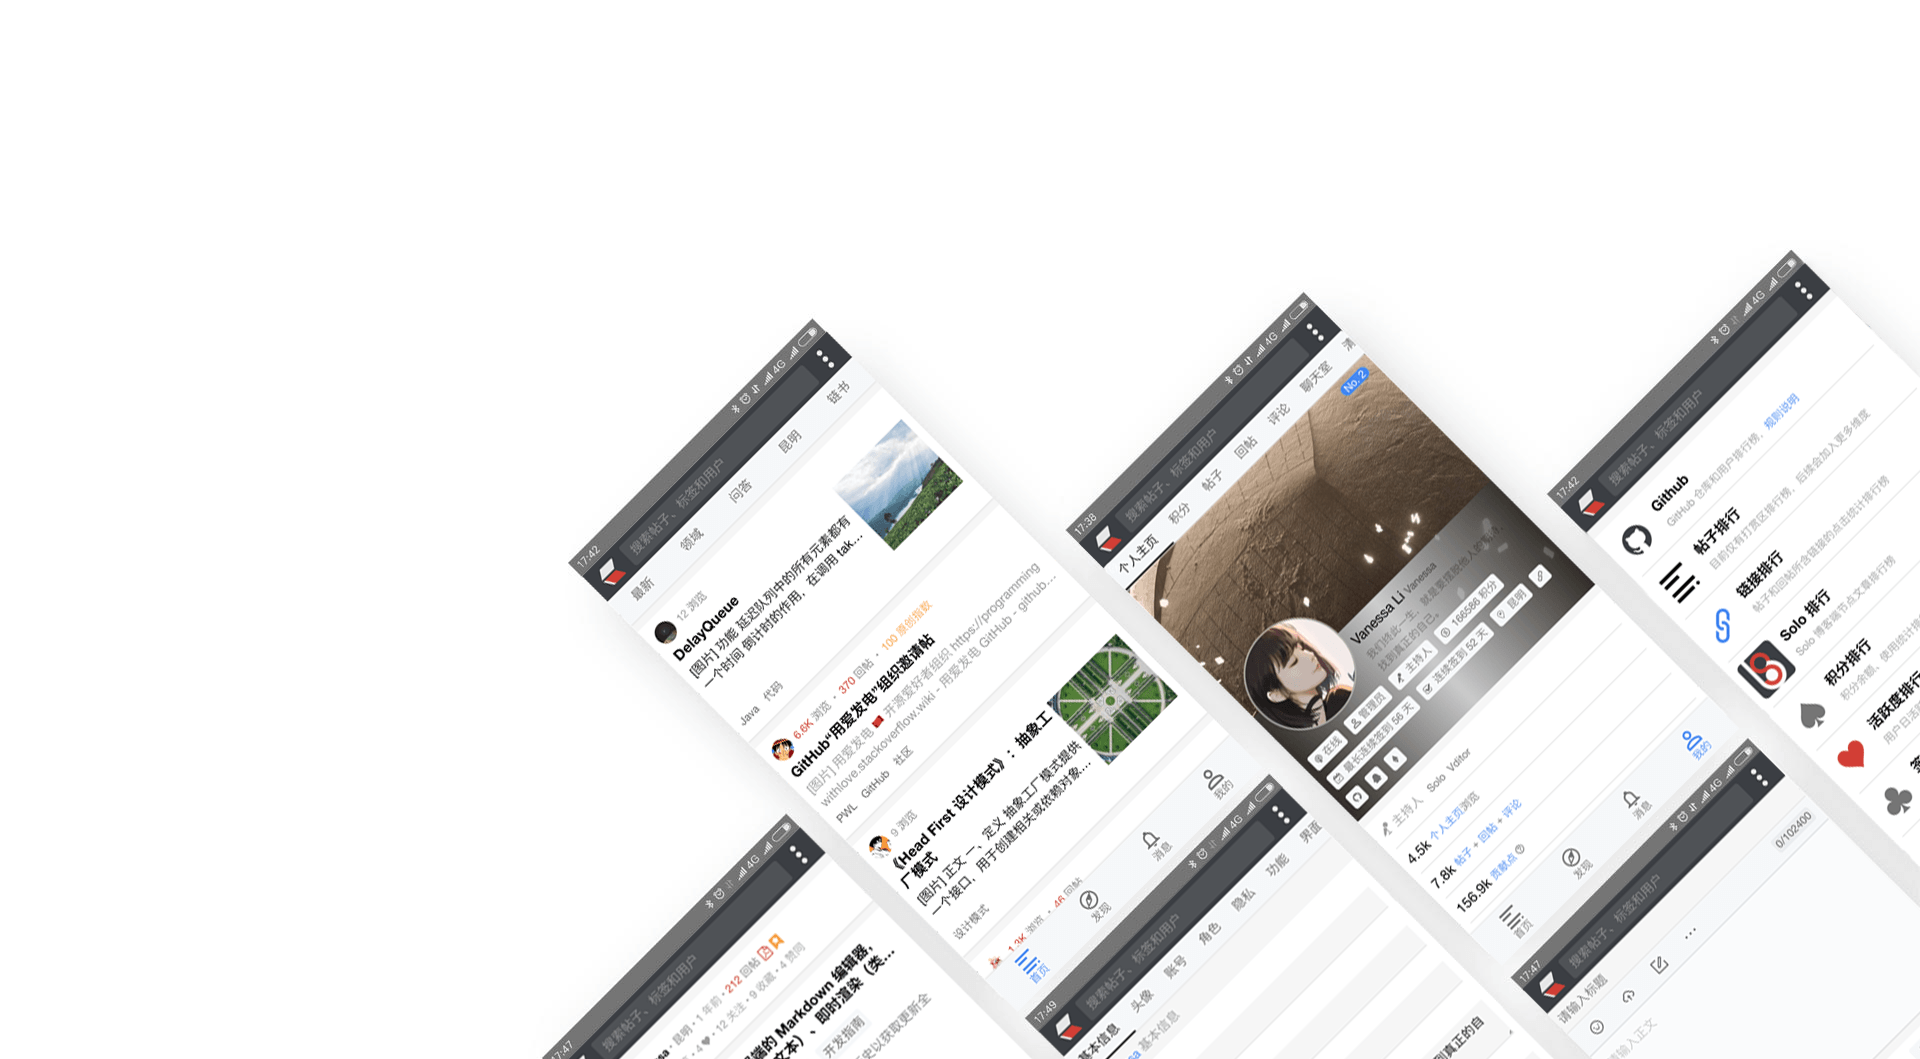 17:42
4G
搜索帖子、标签和用户
最新 领域 问答 昆明 链书
12 浏览
DelayQueue
[图片] 功能 延迟队列中的所有元素都有
一个时间 倒计时的作用，在调用 tak...
Java 代码
6.6K 浏览 · 370 回帖 · 100 原创指数
GitHub“用爱发电”组织邀请帖
[图片] 用爱发电 开源爱好者组织 https://programming
withlove.stackoverflow.wiki - 用爱发电 GitHub - github...
PWL GitHub 社区
9 浏览
《Head First 设计模式》：抽象工
厂模式
[图片] 正文 一、定义 抽象工厂模式提供
一个接口，用于创建相关或依赖对象...
设计模式
1.3K 浏览 · 46 回帖
首页 发现 消息 我的
17:38
4G
搜索帖子、标签和用户
个人主页 积分 帖子 回帖 评论 聊天室 清
No. 2
Vanessa Li Vanessa
我们终此一生，就是要摆脱他人的
找到真正的自己。
在线 管理员 主持人 166586 积分
最长连续签到 56 天 连续签到 52 天 昆明
主持人 Solo Vditor
4.5k 个人主页浏览
7.8k 帖子 + 回帖 + 评论
156.9k 贡献点
首页 发现 消息 我的
17:42
4G
搜索帖子、标签和用户
Github
GitHub 仓库和用户排行榜，规则说明
帖子排行
目前仅有打赏区排行榜，后续会加入更多维度
链接排行
帖子和回帖所含链接的点击统计排行榜
Solo 排行
Solo 博客端节点文章排行榜
积分排行
积分余额、使用统计排
活跃度排行
用户日活跃
签
17:47
4G
搜索帖子、标签和用户
昆明 · 1 年前 · 212 回帖
4 · 12 关注 · 9 收藏 · 4 赞同
端的 Markdown 编辑器，
文本）、即时渲染（类...
开发指南
史以获取更新全
17:49
4G
搜索帖子、标签和用户
基本信息 头像 账号 角色 隐私 功能 界面
基本信息
到真正的自
17:47
4G
搜索帖子、标签和用户
请输入标题
0/102400
请输入正文